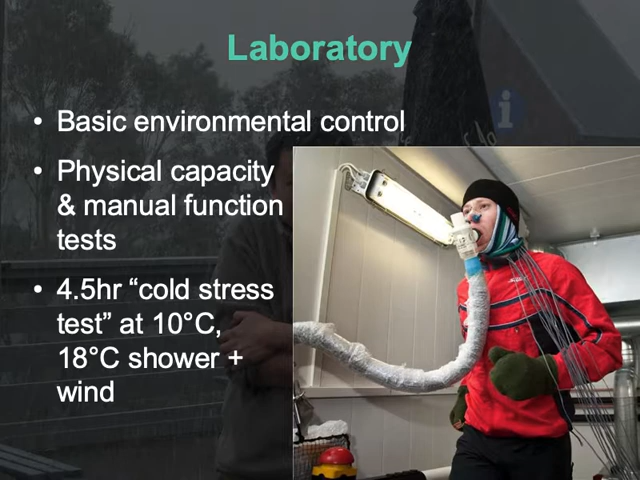 Laboratory
• Basic environmental control
• Physical capacity
& manual function
tests
• 4.5hr “cold stress
test” at 10°C,
18°C shower +
wind